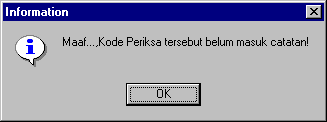 Information
Maaf...,Kode Periksa tersebut belum masuk catatan!
OK